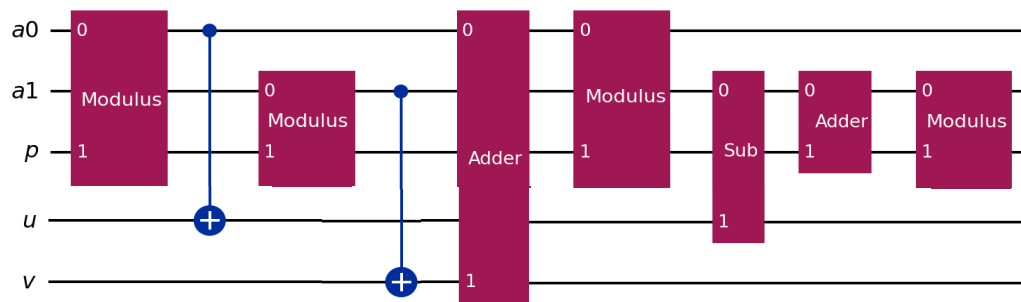 a0 0 0 0
a1 Modulus 0 Modulus Modulus 0 0 0
p 1 1 Adder 1 Sub Adder 1 Modulus 1
u 1
v 1